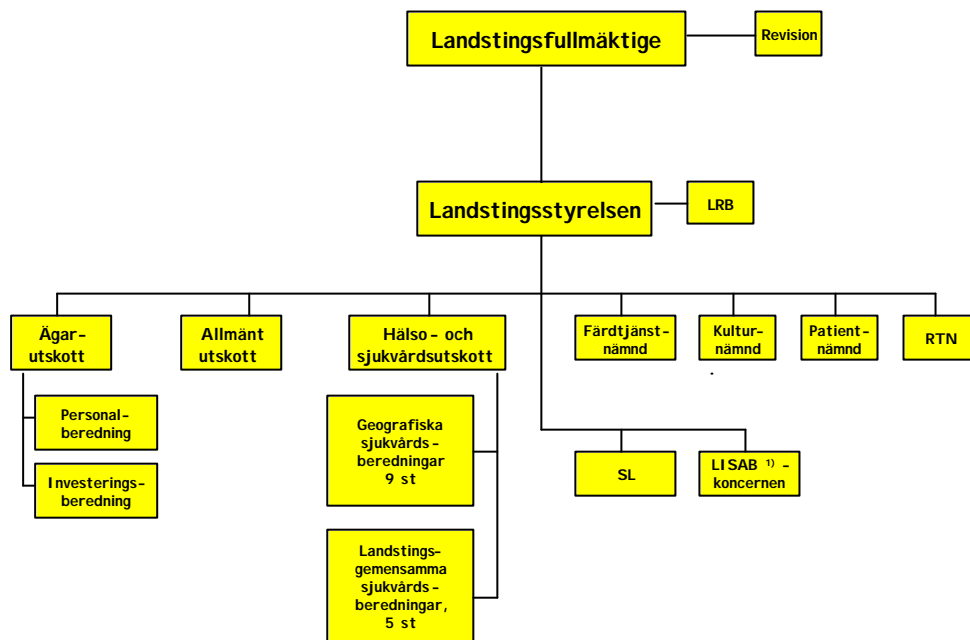 Landstingsfullmäktige
Revision
Landstingsstyrelsen
LRB
Ägar-
utskott
Allmänt
utskott
Hälso- och
sjukvårdsutskott
Färdtjänst-
nämnd
Kultur-
nämnd
Patient-
nämnd
RTN
Personal-
beredning
Investerings-
beredning
Geografiska
sjukvårds-
beredningar
9 st
Landstings-
gemensamma
sjukvårds-
beredningar,
5 st
SL
LISAB ¹⁾ -
koncernen